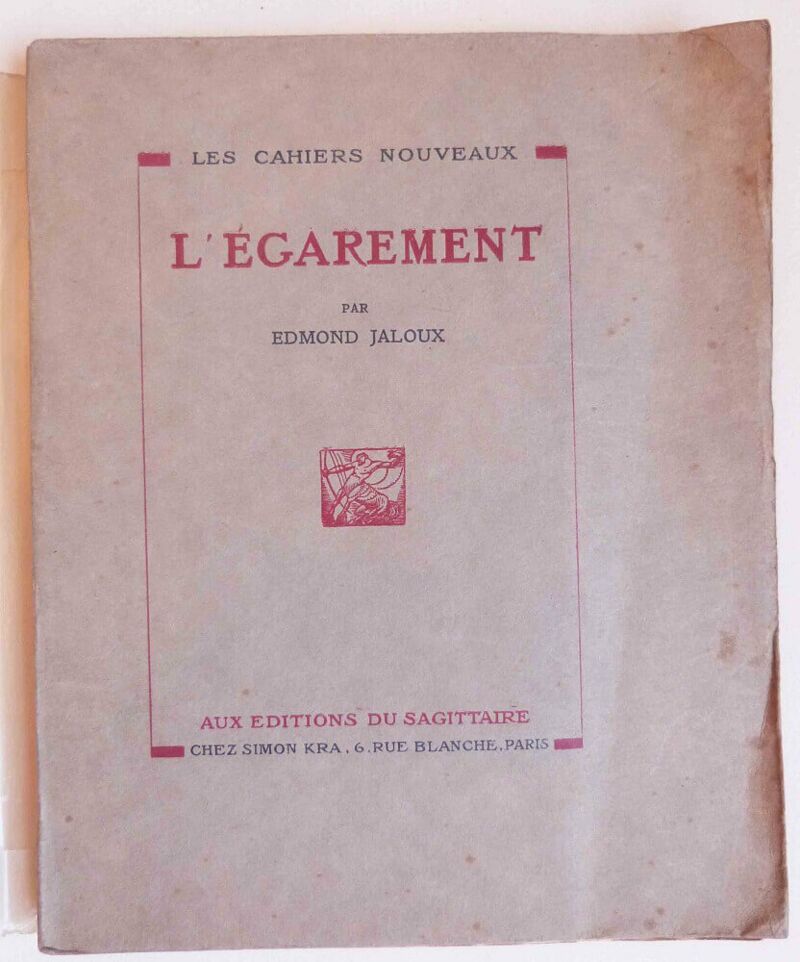 LES CAHIERS NOUVEAUX
L'ÉGAREMENT
PAR
EDMOND JALOUX
AUX EDITIONS DU SAGITTAIRE
CHEZ SIMON KRA, 6, RUE BLANCHE, PARIS